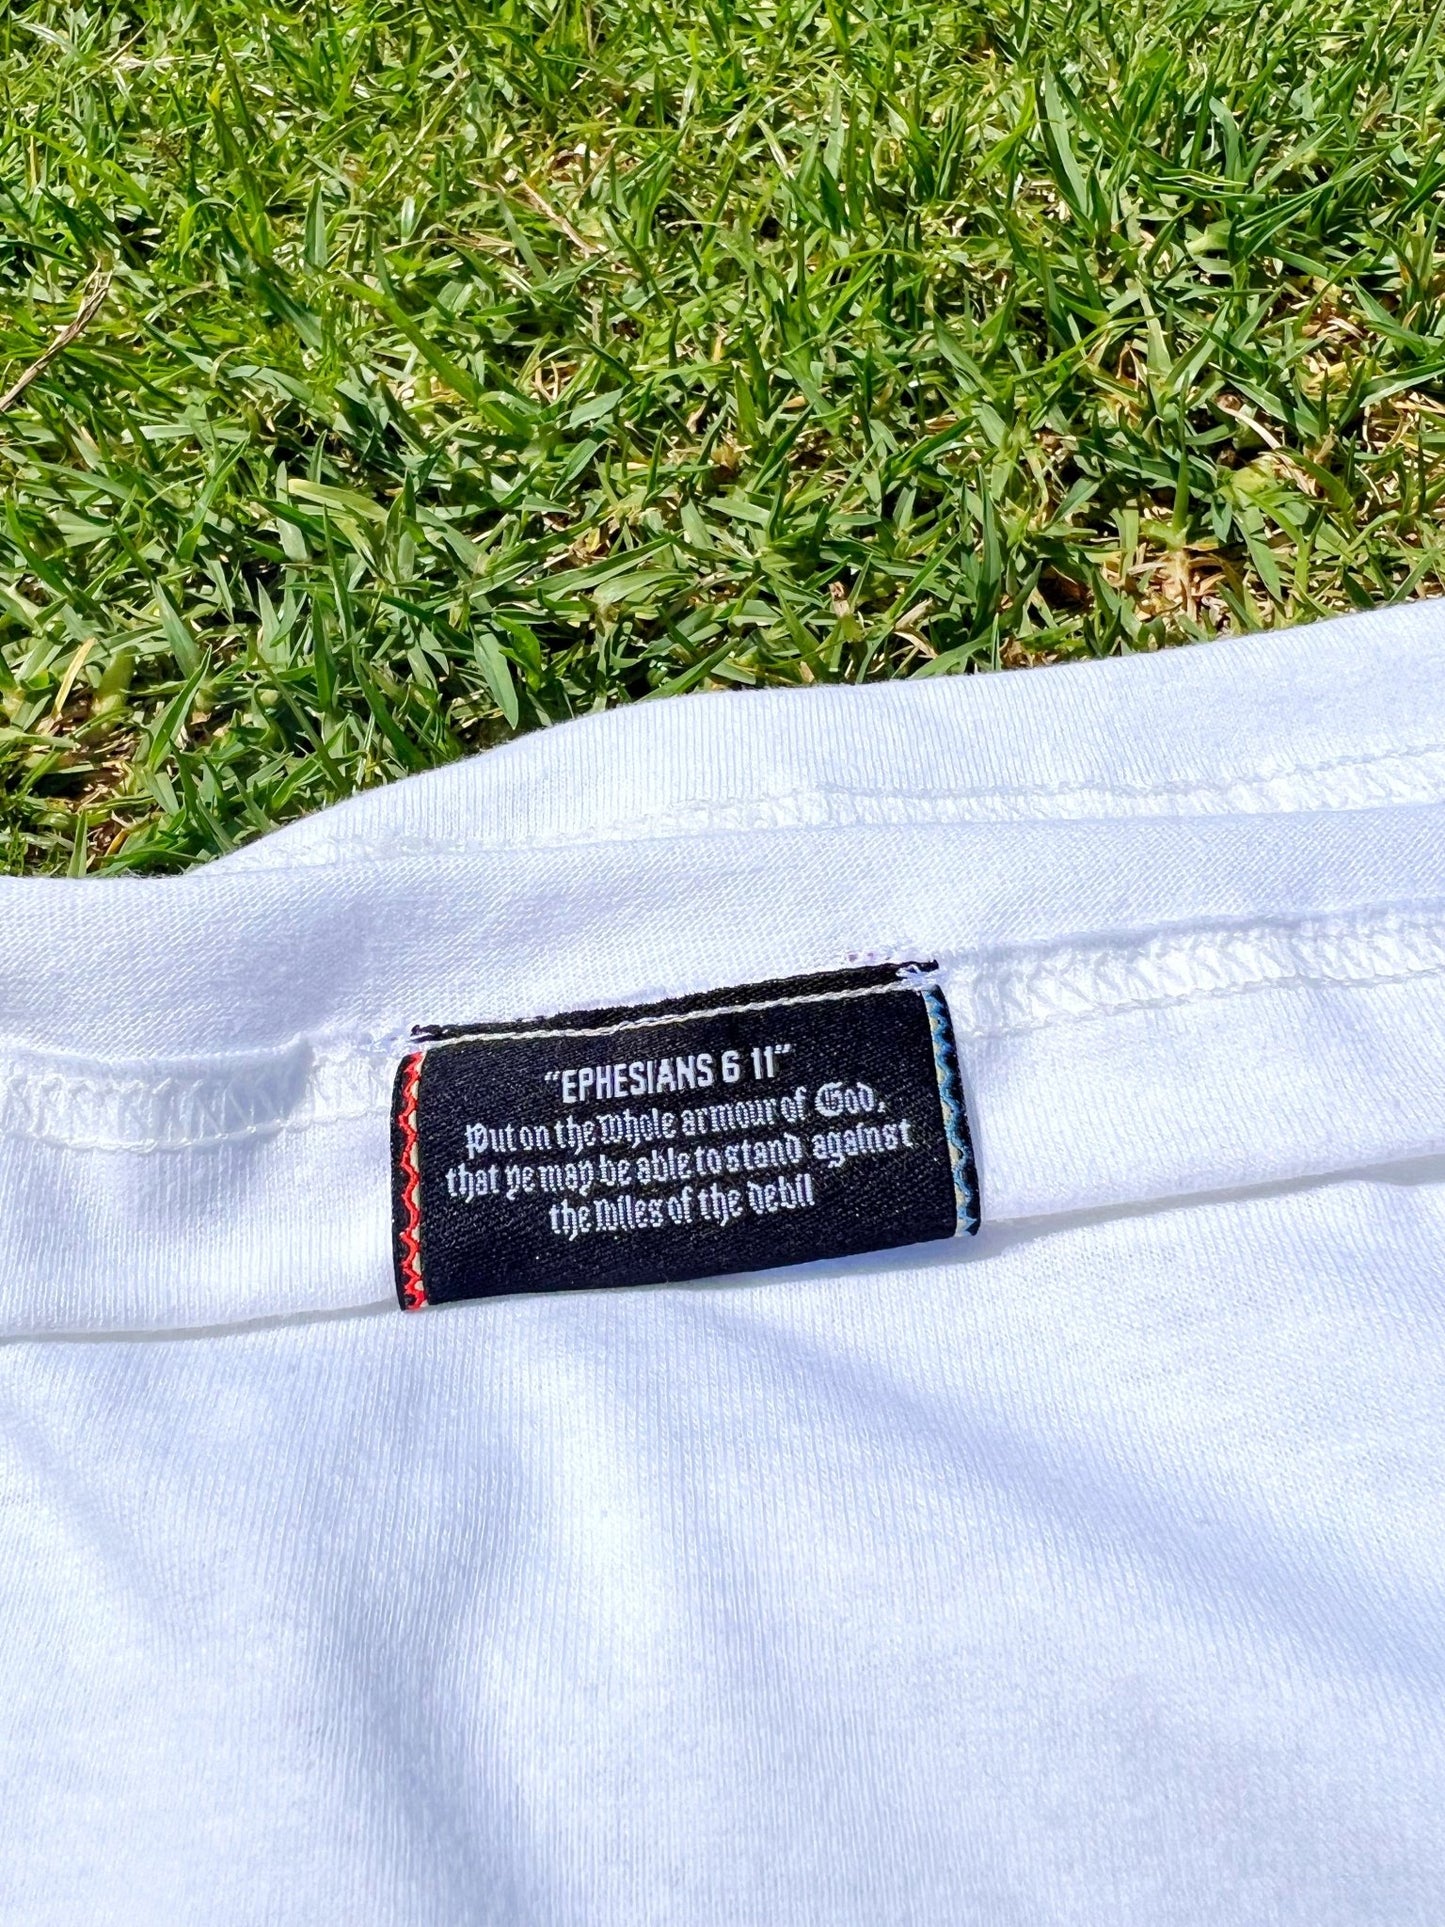 "EPHESIANS 6 11"
Put on the whole armour of God,
that ye may be able to stand against
the wiles of the devil